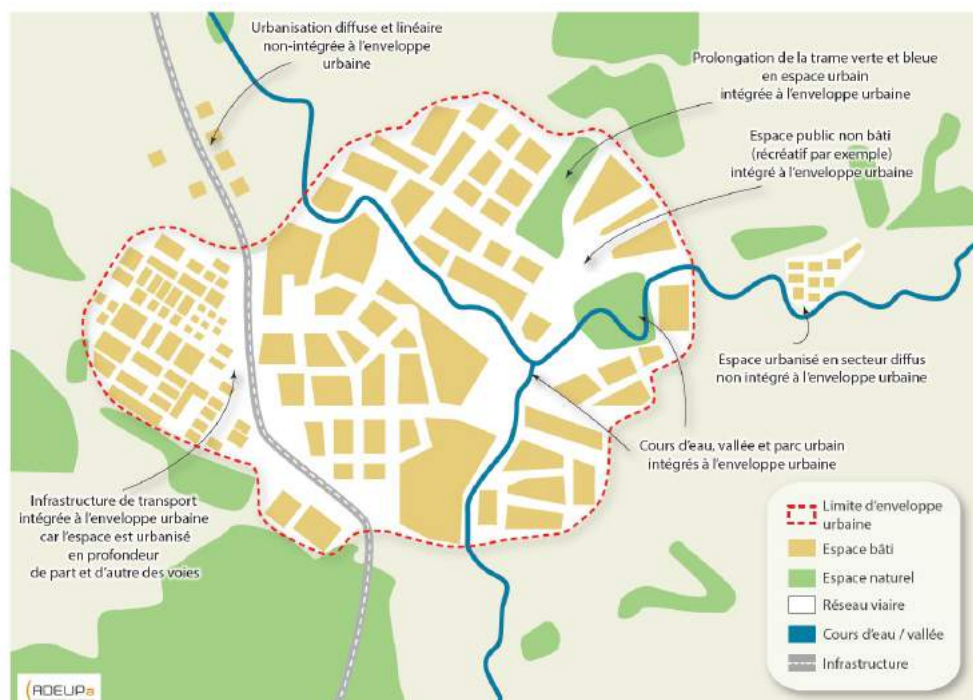 Urbanisation diffuse et linéaire
non-intégrée à l'enveloppe
urbaine
Prolongation de la trame verte et bleue
en espace urbain
intégrée à l'enveloppe urbaine
Espace public non bâti
(récréatif par exemple)
intégré à l'enveloppe urbaine
Espace urbanisé en secteur diffus
non intégré à l'enveloppe urbaine
Cours d'eau, vallée et parc urbain
intégrés à l'enveloppe urbaine
Infrastructure de transport
intégrée à l'enveloppe urbaine
car l'espace est urbanisé
en profondeur
de part et d'autre des voies
Limite d'enveloppe
urbaine
Espace bâti
Espace naturel
Réseau viaire
Cours d'eau / vallée
Infrastructure
ADEUPa